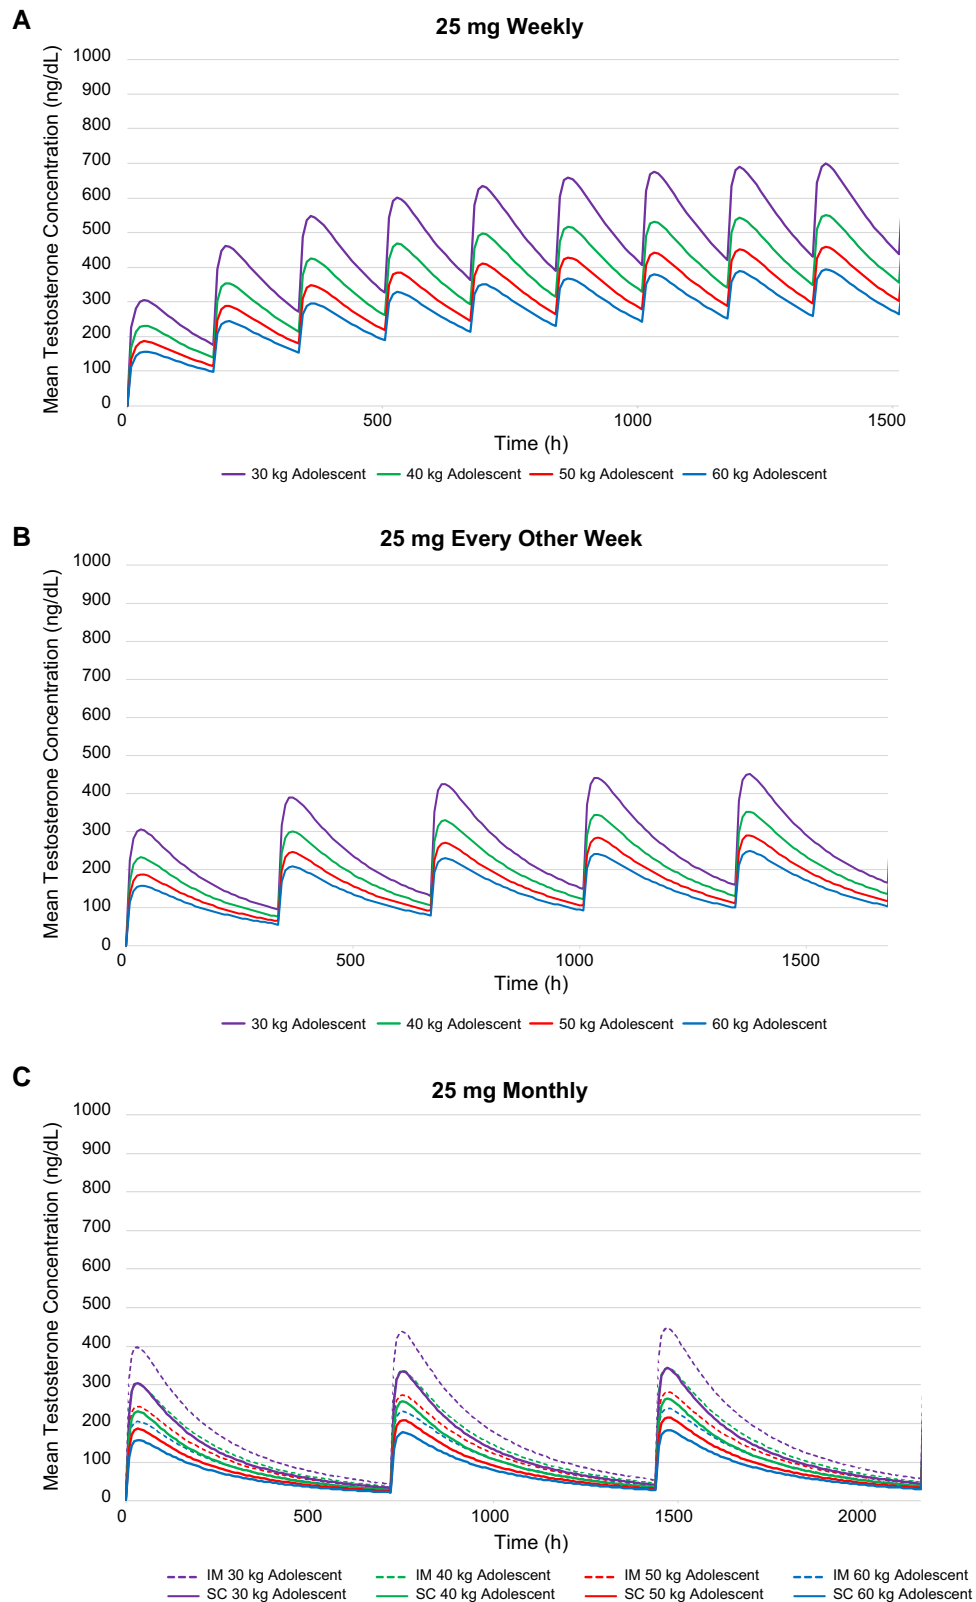 A
25 mg Weekly
Mean Testosterone Concentration (ng/dL)
1000
900
800
700
600
500
400
300
200
100
0
0 500 1000 1500
Time (h)
30 kg Adolescent 40 kg Adolescent 50 kg Adolescent 60 kg Adolescent
B
25 mg Every Other Week
Mean Testosterone Concentration (ng/dL)
1000
900
800
700
600
500
400
300
200
100
0
0 500 1000 1500
Time (h)
30 kg Adolescent 40 kg Adolescent 50 kg Adolescent 60 kg Adolescent
C
25 mg Monthly
Mean Testosterone Concentration (ng/dL)
1000
900
800
700
600
500
400
300
200
100
0
0 500 1000 1500 2000
Time (h)
IM 30 kg Adolescent IM 40 kg Adolescent IM 50 kg Adolescent IM 60 kg Adolescent
SC 30 kg Adolescent SC 40 kg Adolescent SC 50 kg Adolescent SC 60 kg Adolescent